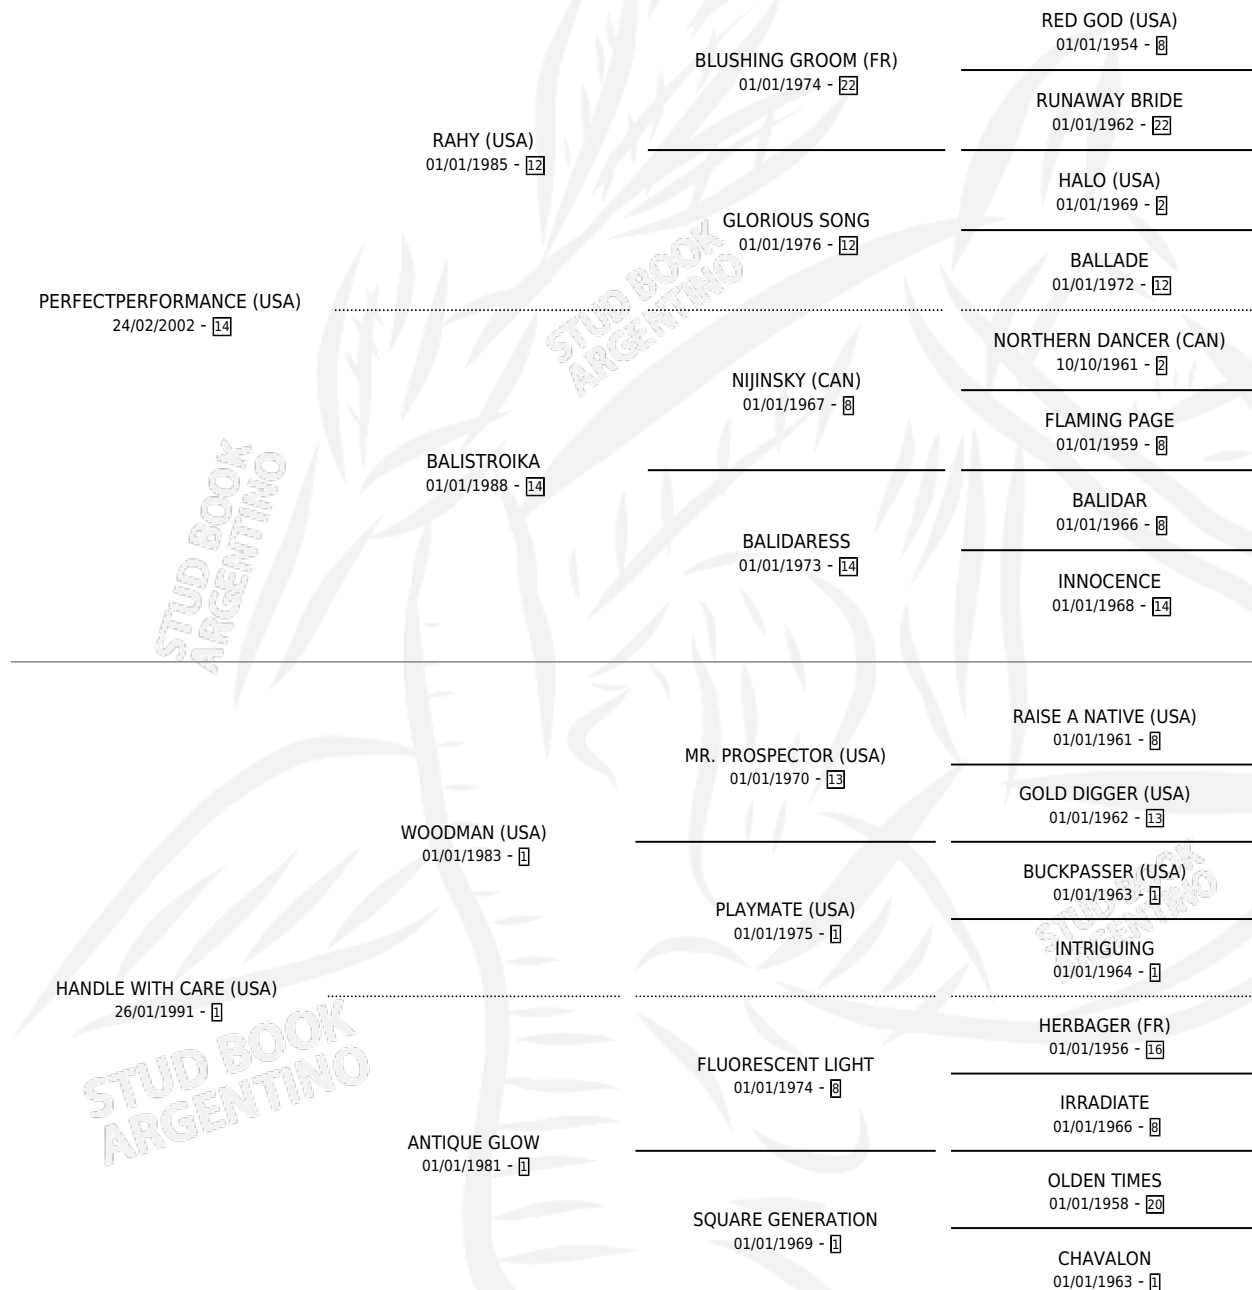 RED GOD (USA)
01/01/1954 - 8
BLUSHING GROOM (FR)
01/01/1974 - 22
RUNAWAY BRIDE
01/01/1962 - 22
RAHY (USA)
01/01/1985 - 12
HALO (USA)
01/01/1969 - 2
GLORIOUS SONG
01/01/1976 - 12
BALLADE
01/01/1972 - 12
PERFECTPERFORMANCE (USA)
24/02/2002 - 14
NORTHERN DANCER (CAN)
10/10/1961 - 2
NIJINSKY (CAN)
01/01/1967 - 8
FLAMING PAGE
01/01/1959 - 8
BALISTROIKA
01/01/1988 - 14
BALIDAR
01/01/1966 - 8
BALIDARESS
01/01/1973 - 14
INNOCENCE
01/01/1968 - 14
RAISE A NATIVE (USA)
01/01/1961 - 8
MR. PROSPECTOR (USA)
01/01/1970 - 13
GOLD DIGGER (USA)
01/01/1962 - 13
WOODMAN (USA)
01/01/1983 - 1
BUCKPASSER (USA)
01/01/1963 - 1
PLAYMATE (USA)
01/01/1975 - 1
INTRIGUING
01/01/1964 - 1
HANDLE WITH CARE (USA)
26/01/1991 - 1
HERBAGER (FR)
01/01/1956 - 16
FLUORESCENT LIGHT
01/01/1974 - 8
IRRADIATE
01/01/1966 - 8
ANTIQUE GLOW
01/01/1981 - 1
OLDEN TIMES
01/01/1958 - 20
SQUARE GENERATION
01/01/1969 - 1
CHAVALON
01/01/1963 - 1
STUD BOOK
ARGENTINO
STUD BOOK
ARGENTINO
STUD BOOK
ARGENTINO
STUD BOOK
ARGENTINO